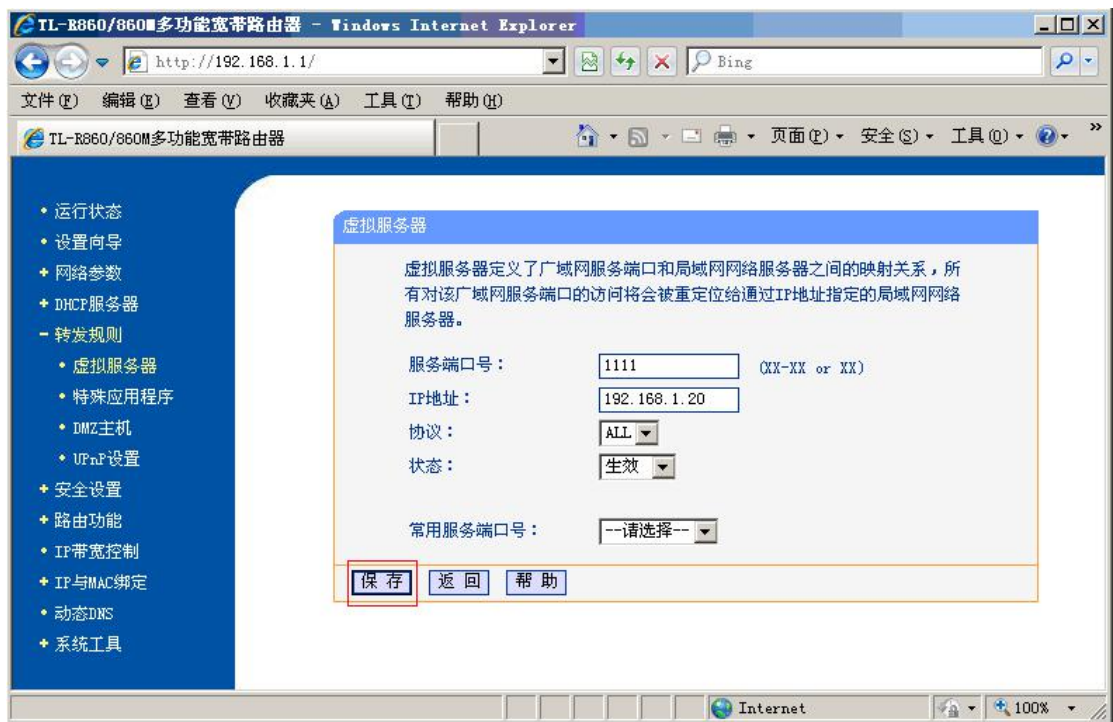 TL-R860/860M多功能宽带路由器 - Windows Internet Explorer
http://192.168.1.1/
Bing
文件(F) 编辑(E) 查看(V) 收藏夹(A) 工具(T) 帮助(H)
TL-R860/860M多功能宽带路由器
页面(P) 安全(S) 工具(O) »
• 运行状态
• 设置向导
+ 网络参数
+ DHCP服务器
- 转发规则
• 虚拟服务器
• 特殊应用程序
• DMZ主机
• UPnP设置
+ 安全设置
+ 路由功能
• IP带宽控制
+ IP与MAC绑定
• 动态DNS
+ 系统工具
虚拟服务器
虚拟服务器定义了广域网服务端口和局域网网络服务器之间的映射关系，所
有对该广域网服务端口的访问将会被重定位给通过IP地址指定的局域网网络
服务器。
服务端口号： 1111 (XX-XX or XX)
IP地址： 192.168.1.20
协议： ALL
状态： 生效
常用服务端口号： --请选择--
保 存 返 回 帮 助
Internet 100%